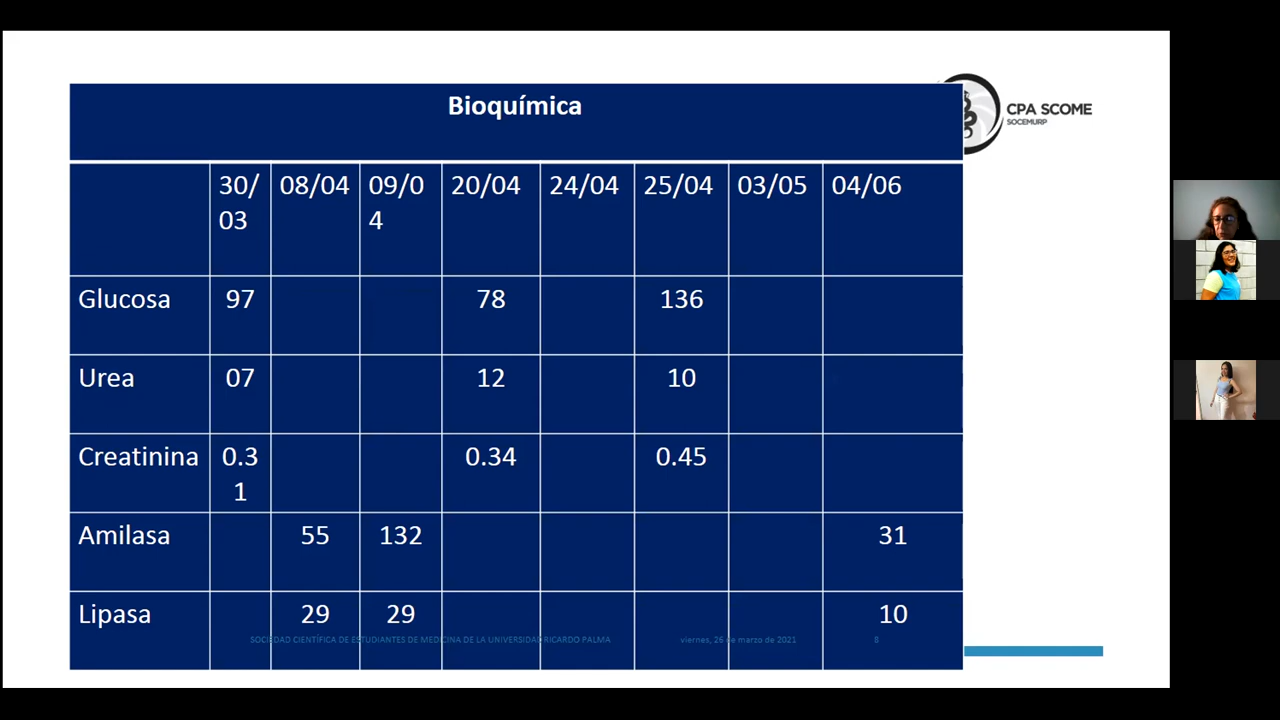 Bioquímica
CPA SCOME
SOCEMURP
30/03 08/04 09/04 20/04 24/04 25/04 03/05 04/06
Glucosa 97 78 136
Urea 07 12 10
Creatinina 0.31 0.34 0.45
Amilasa 55 132 31
Lipasa 29 29 10
SOCIEDAD CIENTÍFICA DE ESTUDIANTES DE MEDICINA DE LA UNIVERSIDAD RICARDO PALMA viernes, 26 de marzo de 2021 8